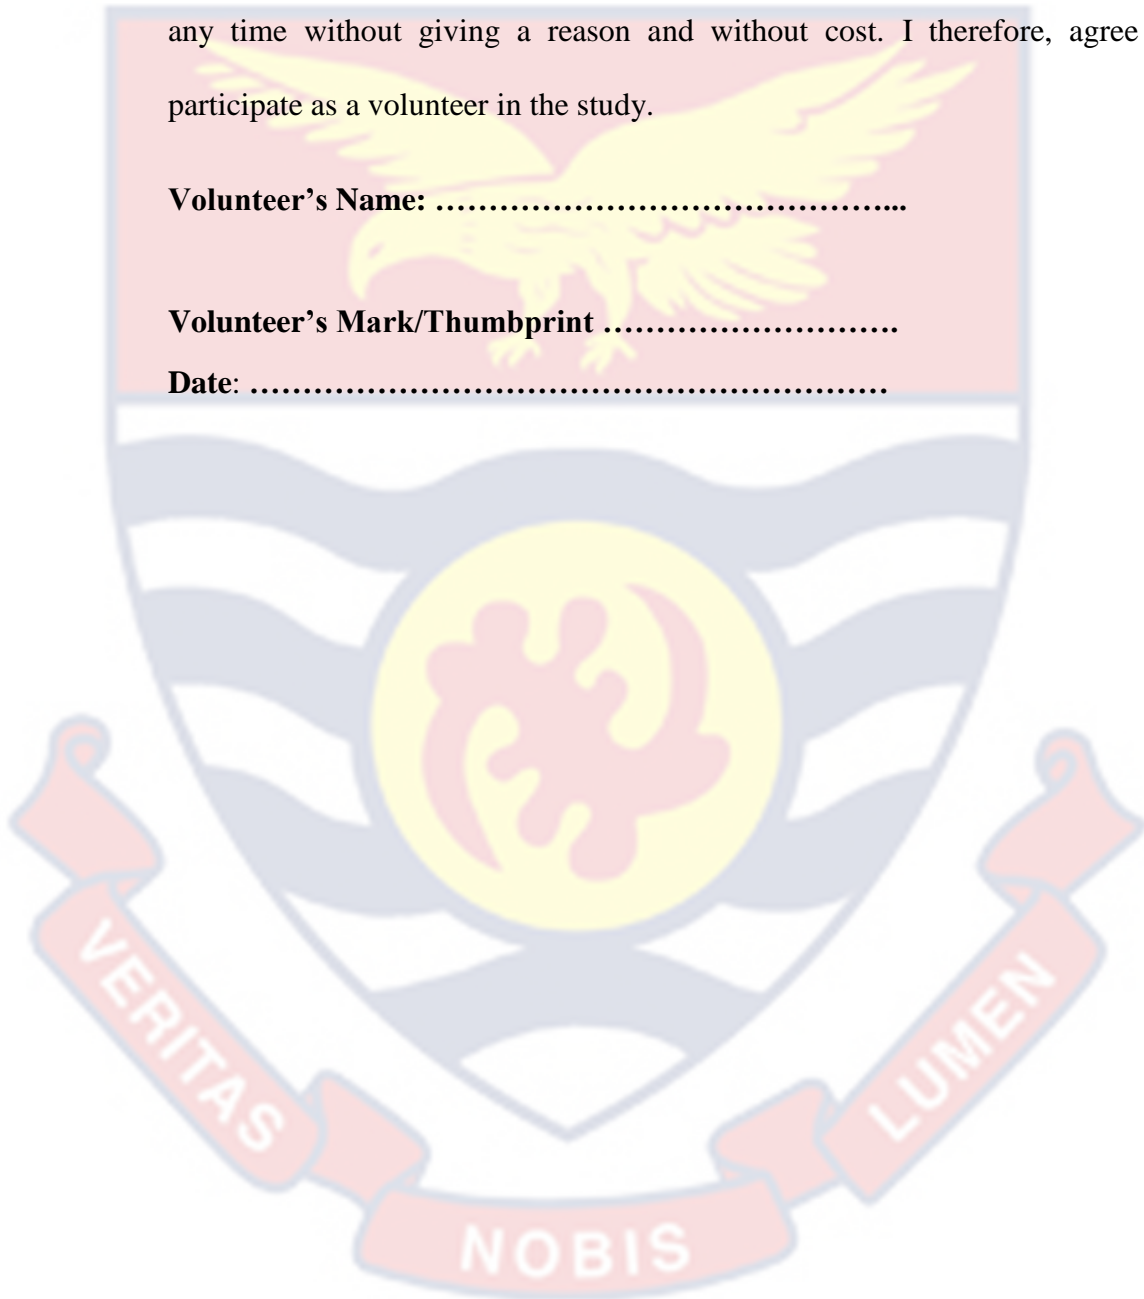 any time without giving a reason and without cost. I therefore, agree
participate as a volunteer in the study.
Volunteer’s Name: ……………………………….………...
Volunteer’s Mark/Thumbprint ……………………….
Date: ……………………………………………………
VERITAS
NOBIS
LUMEN